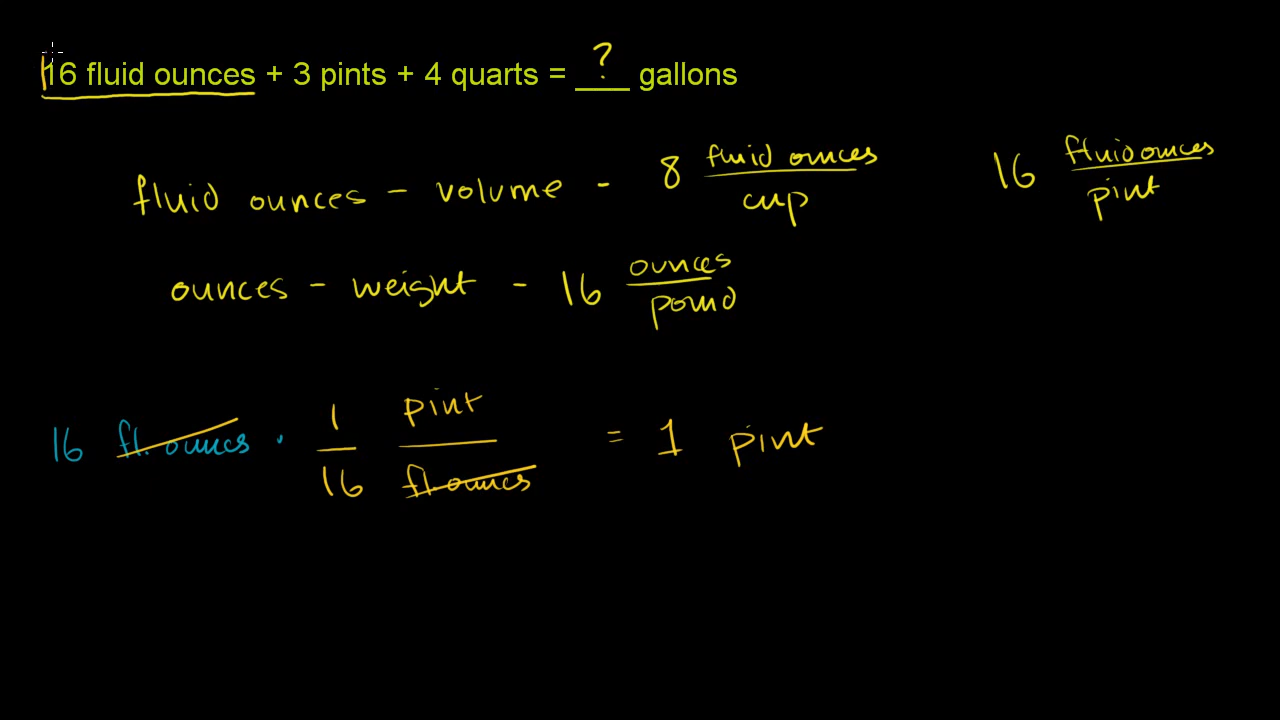 16 fluid ounces + 3 pints + 4 quarts = ___ gallons
?
fluid ounces - volume - 8 fluid ounces / cup
16 fluid ounces / pint
ounces - weight - 16 ounces / pound
16 fl. ounces · 1/16 pint / fl. ounces = 1 pint